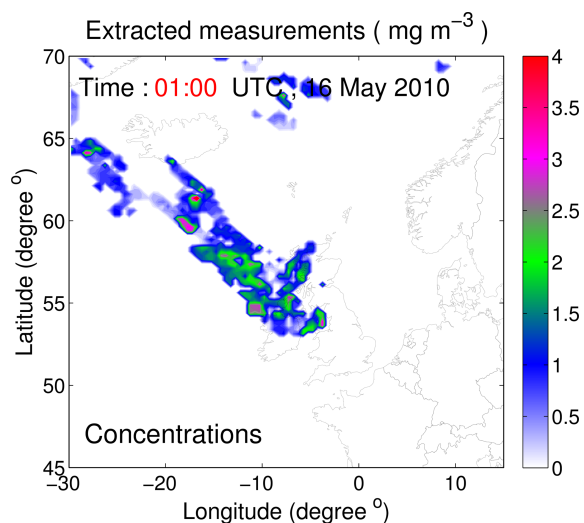 Extracted measurements ( mg m⁻³ )
Time : 01:00 UTC , 16 May 2010
Concentrations
Latitude (degree °)
70
65
60
55
50
45
−30 −20 −10 0 10
Longitude (degree °)
4
3.5
3
2.5
2
1.5
1
0.5
0